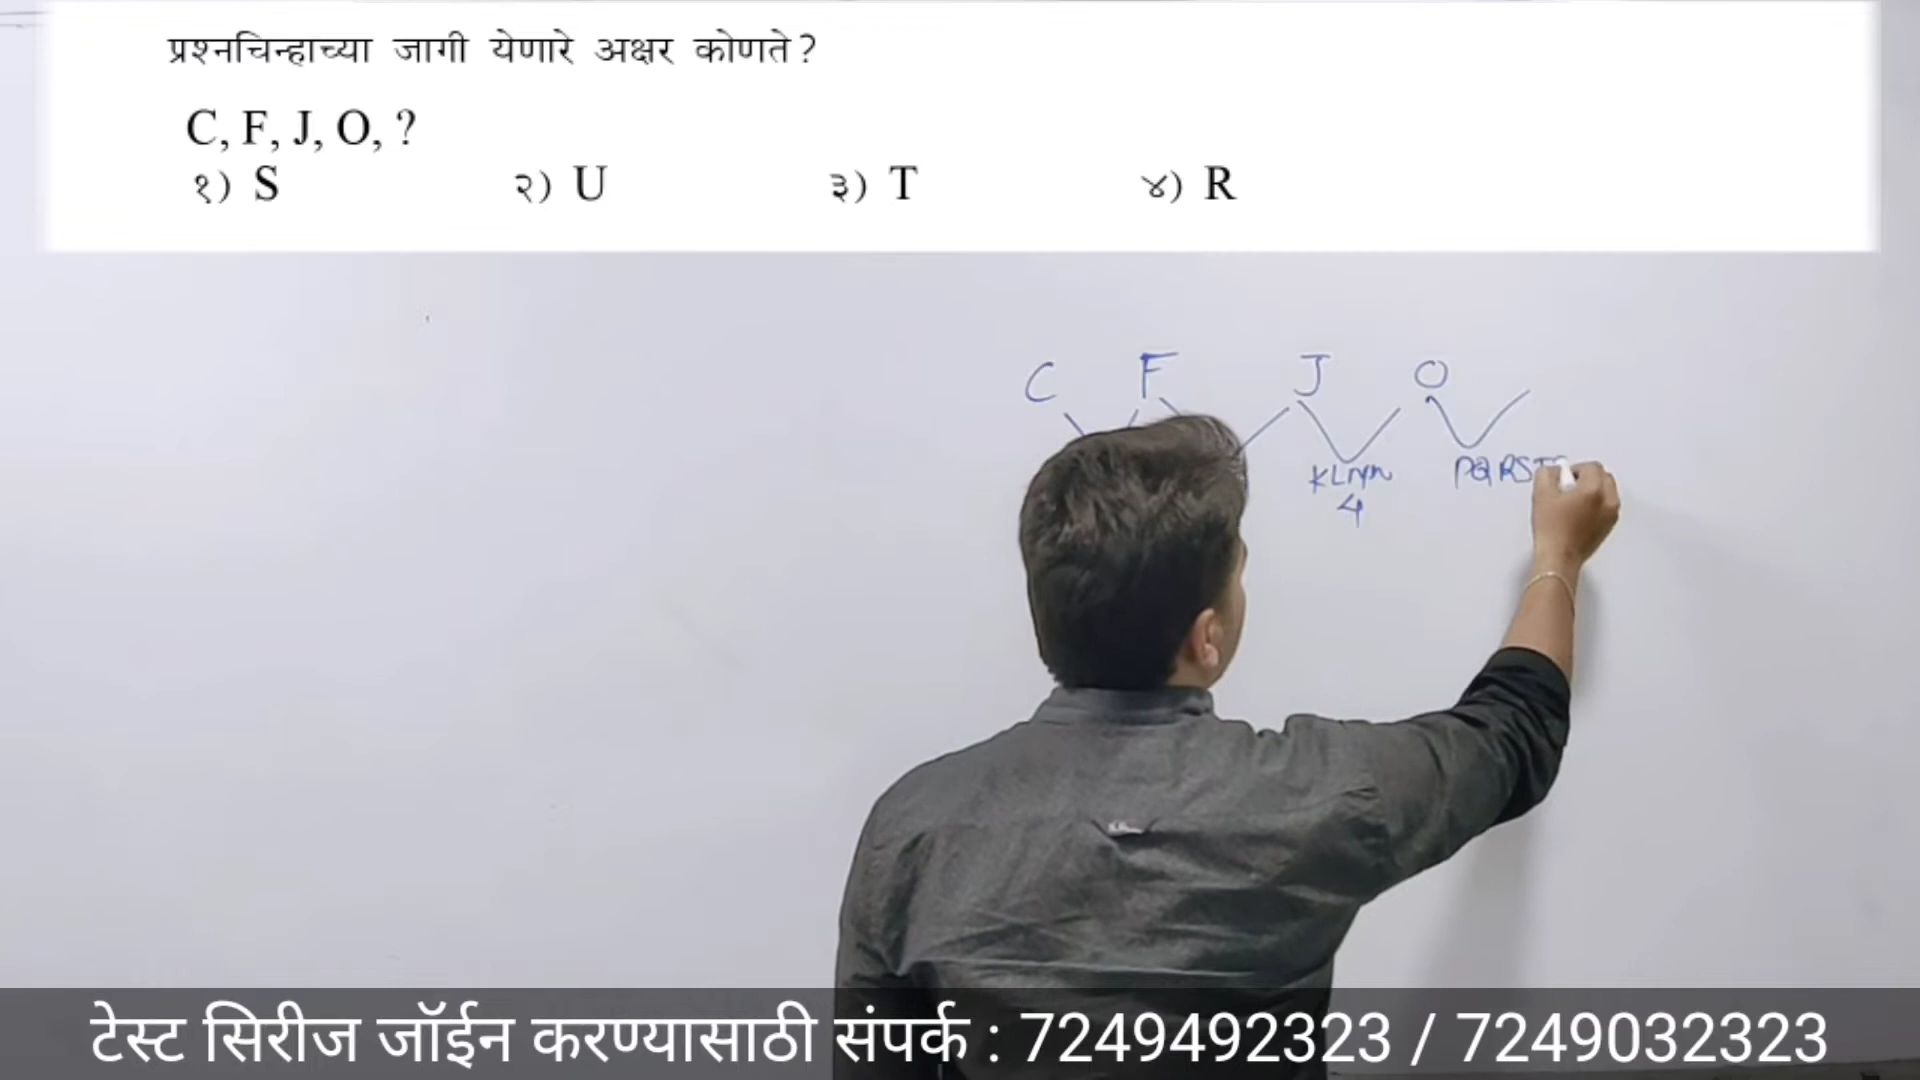 प्रश्नचिन्हाच्या जागी येणारे अक्षर कोणते?
C, F, J, O, ?
१) S २) U ३) T ४) R
C F J O
KLMN PQRST
4
टेस्ट सिरीज जॉईन करण्यासाठी संपर्क : 7249492323 / 7249032323